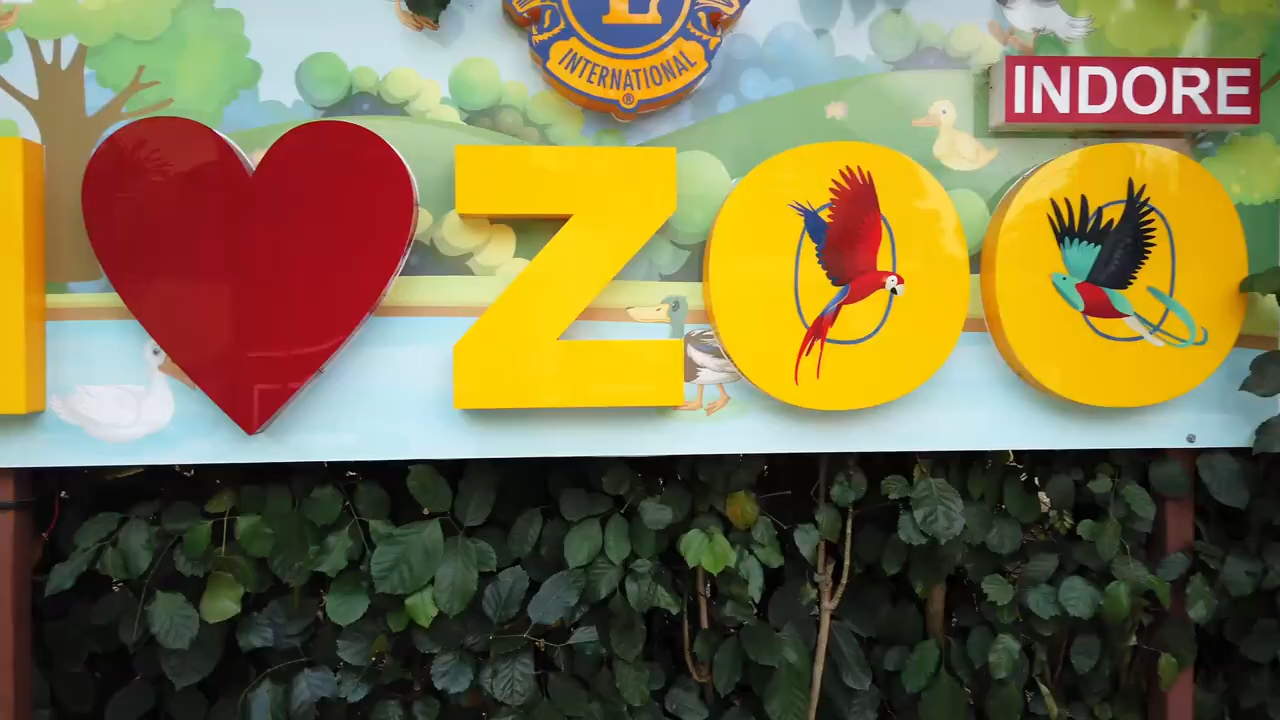 L
INTERNATIONAL
®
INDORE
I ♥ ZOO